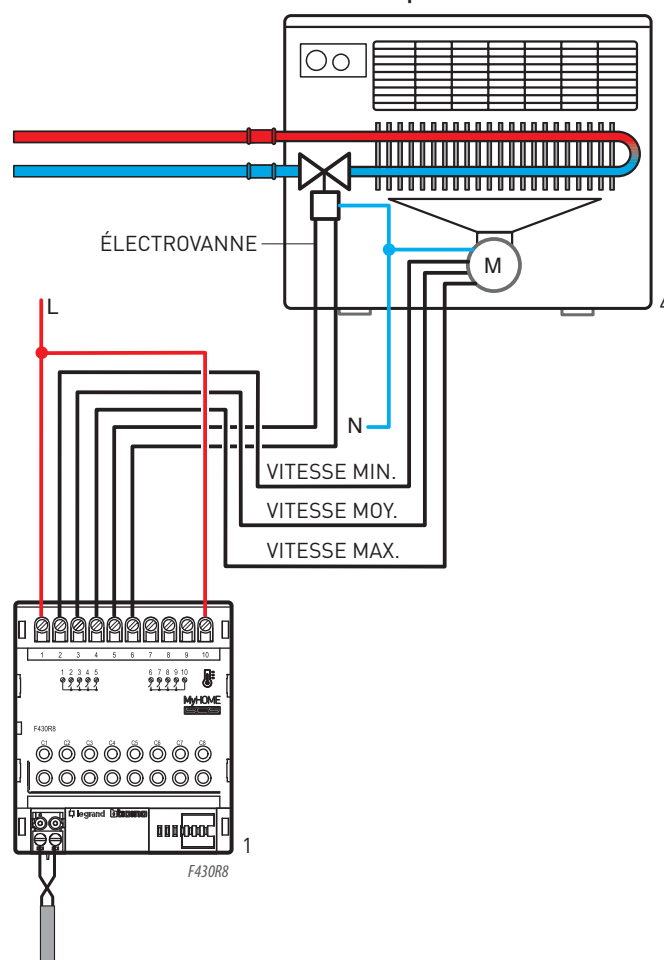 4
M
ÉLECTROVANNE
L
N
VITESSE MIN.
VITESSE MOY.
VITESSE MAX.
1 2 3 4 5 6 7 8 9 10
1 2 3 4 5 6 7 8 9 10
MyHOME
F430R8
C1 C2 C3 C4 C5 C6 C7 C8
legrand bticino
1
F430R8